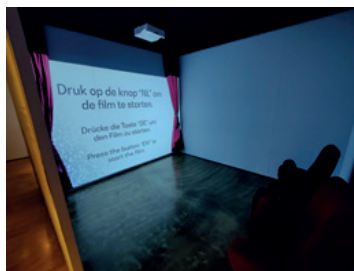 Druk op de knop "NL" om
de film te starten.
Drücke die Taste "DE" um
den Film zu starten.
Press the button "EN" to
start the film.